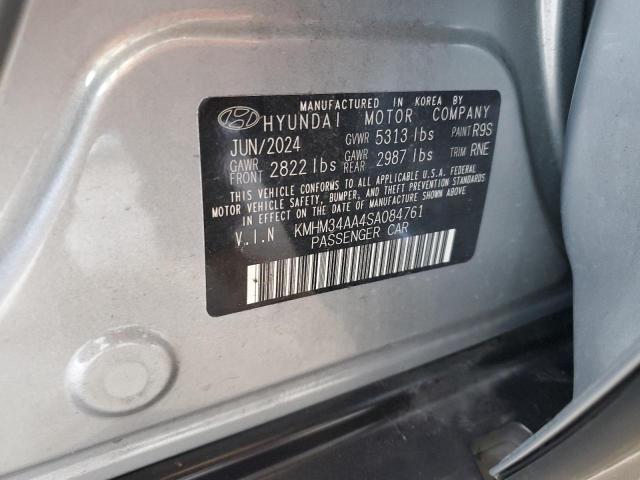 MANUFACTURED IN KOREA BY
HYUNDAI MOTOR COMPANY
JUN/2024 GVWR 5313 lbs PAINT R9S
GAWR FRONT 2822 lbs GAWR REAR 2987 lbs TRIM RNE
THIS VEHICLE CONFORMS TO ALL APPLICABLE U.S.A. FEDERAL
MOTOR VEHICLE SAFETY, BUMPER, AND THEFT PREVENTION STANDARDS
IN EFFECT ON THE DATE OF MANUFACTURE SHOWN ABOVE.
V.I.N KMHM34AA4SA084761
PASSENGER CAR